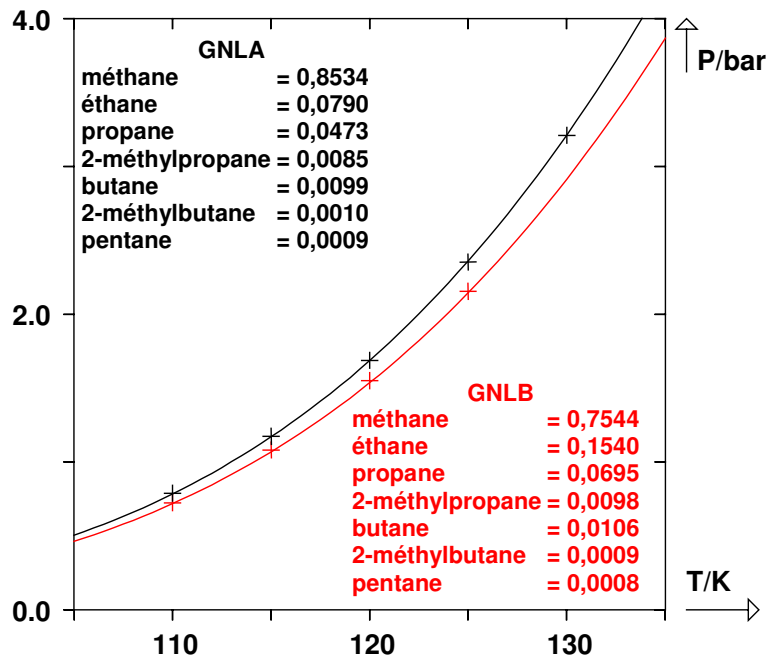 4.0
P/bar
GNLA
méthane = 0,8534
éthane = 0,0790
propane = 0,0473
2-méthylpropane = 0,0085
butane = 0,0099
2-méthylbutane = 0,0010
pentane = 0,0009
2.0
GNLB
méthane = 0,7544
éthane = 0,1540
propane = 0,0695
2-méthylpropane = 0,0098
butane = 0,0106
2-méthylbutane = 0,0009
pentane = 0,0008
T/K
0.0
110 120 130